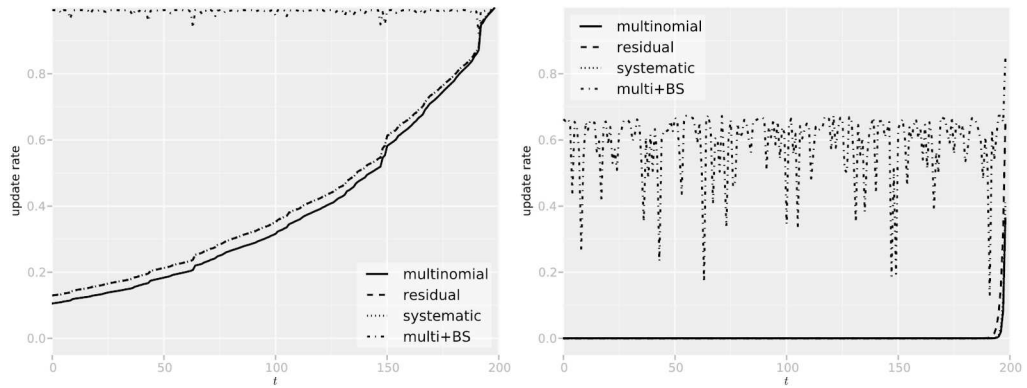 update rate
0.8
0.6
0.4
0.2
0.0
0 50 100 150 200
t
multinomial
residual
systematic
multi+BS
update rate
0.8
0.6
0.4
0.2
0.0
0 50 100 150 200
t
multinomial
residual
systematic
multi+BS